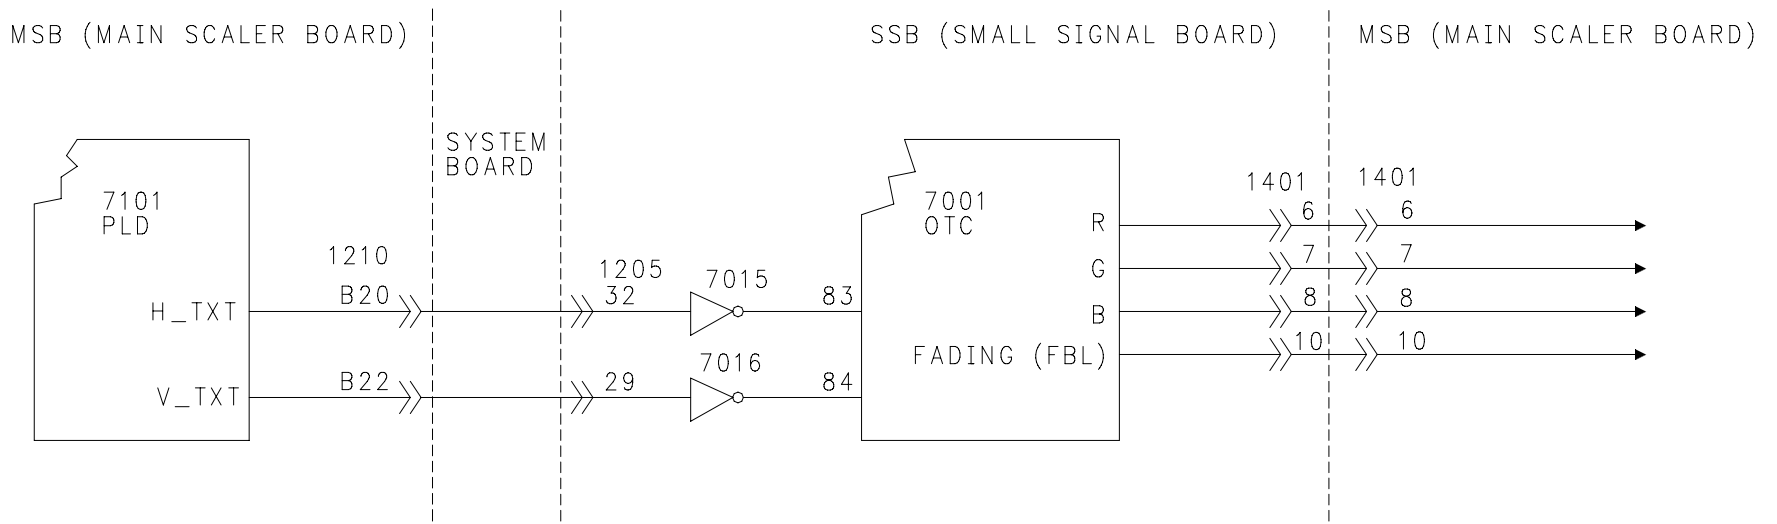 MSB (MAIN SCALER BOARD)
SSB (SMALL SIGNAL BOARD)
MSB (MAIN SCALER BOARD)
SYSTEM
BOARD
7101
PLD
1210
B20
H_TXT
B22
V_TXT
1205
32
7015
83
29
7016
84
7001
OTC
R
G
B
FADING (FBL)
1401
6
7
8
10
1401
6
7
8
10